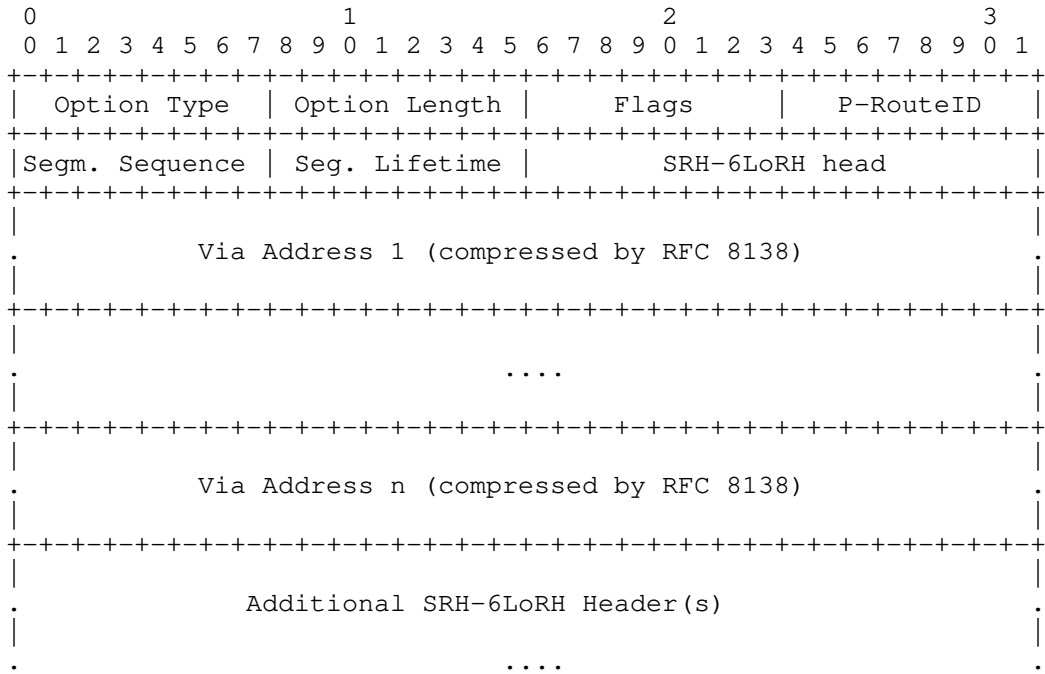 0 1 2 3
0 1 2 3 4 5 6 7 8 9 0 1 2 3 4 5 6 7 8 9 0 1 2 3 4 5 6 7 8 9 0 1
+-+-+-+-+-+-+-+-+-+-+-+-+-+-+-+-+-+-+-+-+-+-+-+-+-+-+-+-+-+-+-+-+
| Option Type | Option Length | Flags | P-RouteID |
+-+-+-+-+-+-+-+-+-+-+-+-+-+-+-+-+-+-+-+-+-+-+-+-+-+-+-+-+-+-+-+-+
|Segm. Sequence | Seg. Lifetime | SRH-6LoRH head |
+-+-+-+-+-+-+-+-+-+-+-+-+-+-+-+-+-+-+-+-+-+-+-+-+-+-+-+-+-+-+-+-+
| |
. Via Address 1 (compressed by RFC 8138) .
| |
+-+-+-+-+-+-+-+-+-+-+-+-+-+-+-+-+-+-+-+-+-+-+-+-+-+-+-+-+-+-+-+-+
| |
. .... .
| |
+-+-+-+-+-+-+-+-+-+-+-+-+-+-+-+-+-+-+-+-+-+-+-+-+-+-+-+-+-+-+-+-+
| |
. Via Address n (compressed by RFC 8138) .
| |
+-+-+-+-+-+-+-+-+-+-+-+-+-+-+-+-+-+-+-+-+-+-+-+-+-+-+-+-+-+-+-+-+
| |
. Additional SRH-6LoRH Header(s) .
| |
. .... .